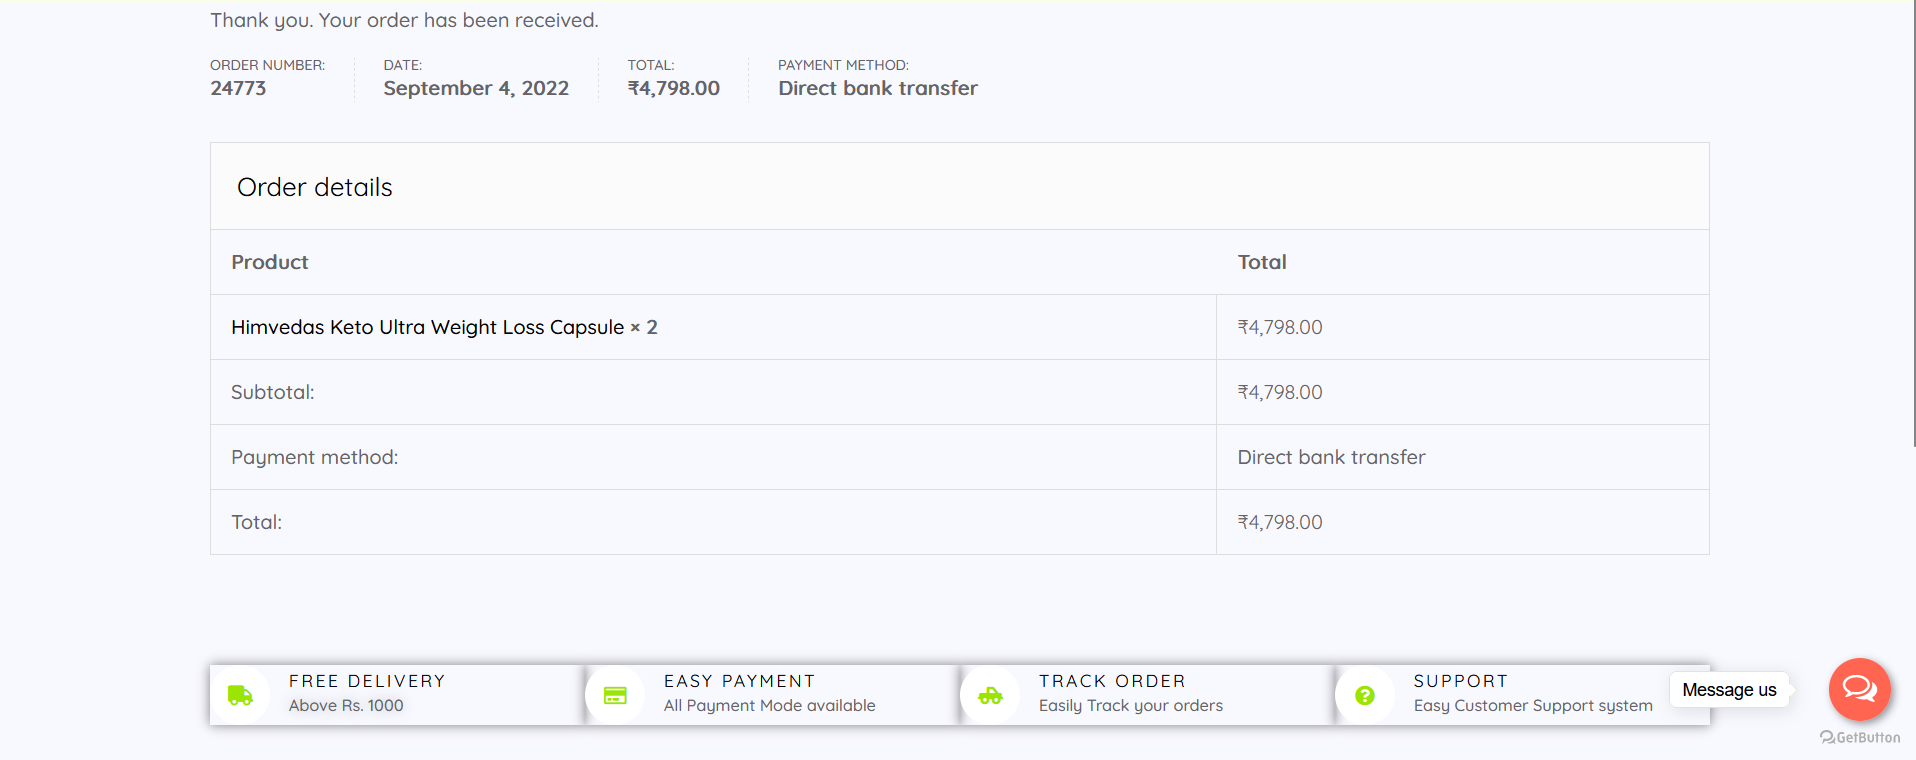 Thank you. Your order has been received.
ORDER NUMBER: DATE: TOTAL: PAYMENT METHOD:
24773 September 4, 2022 ₹4,798.00 Direct bank transfer
Order details
Product Total
Himvedas Keto Ultra Weight Loss Capsule × 2 ₹4,798.00
Subtotal: ₹4,798.00
Payment method: Direct bank transfer
Total: ₹4,798.00
FREE DELIVERY EASY PAYMENT TRACK ORDER SUPPORT
Above Rs. 1000 All Payment Mode available Easily Track your orders Easy Customer Support system
Message us
GetButton